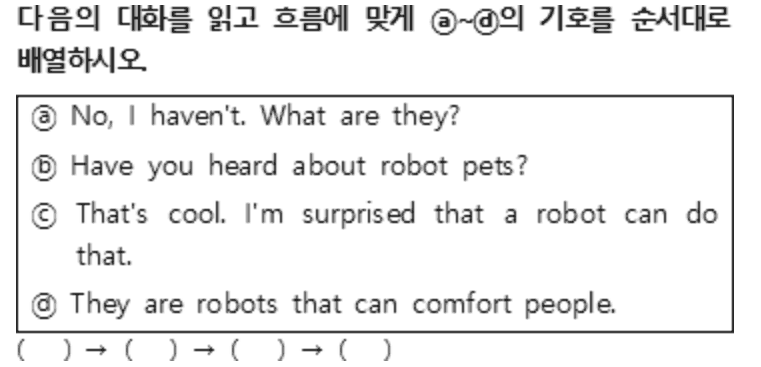 다음의 대화를 읽고 흐름에 맞게 ⓐ~ⓓ의 기호를 순서대로
배열하시오.
ⓐ No, I haven't. What are they?
ⓑ Have you heard about robot pets?
ⓒ That's cool. I'm surprised that a robot can do
that.
ⓓ They are robots that can comfort people.
( ) → ( ) → ( ) → ( )